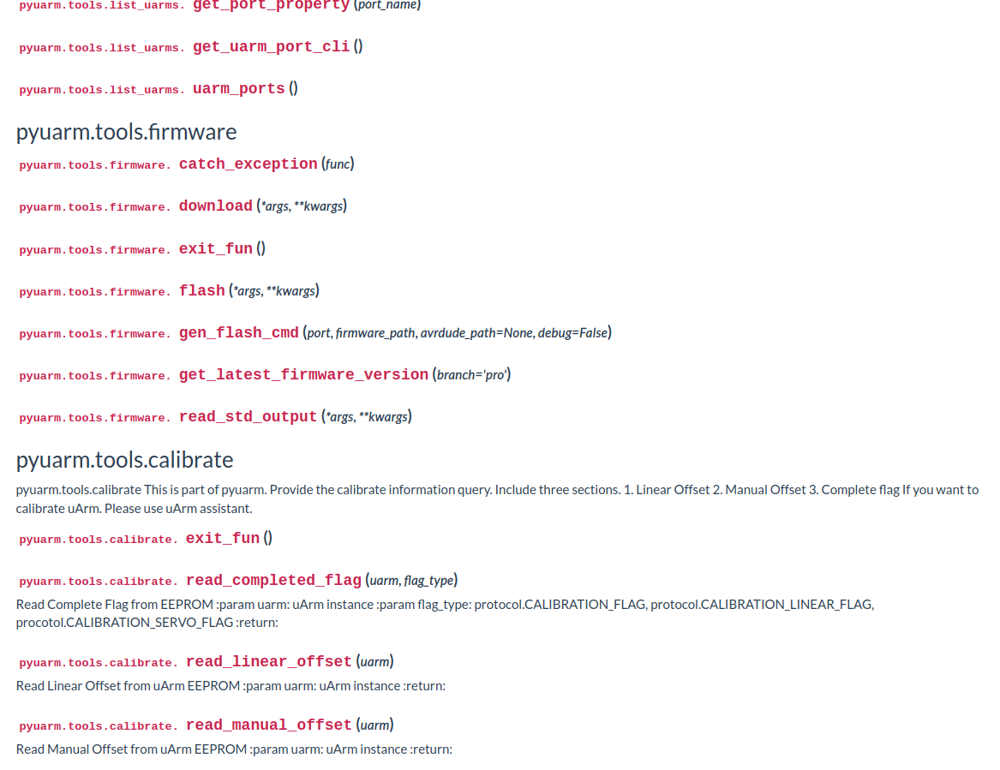 pyuarm.tools.list_uarms. get_port_property (port_name)
pyuarm.tools.list_uarms. get_uarm_port_cli ()
pyuarm.tools.list_uarms. uarm_ports ()
pyuarm.tools.firmware
pyuarm.tools.firmware. catch_exception (func)
pyuarm.tools.firmware. download (*args, **kwargs)
pyuarm.tools.firmware. exit_fun ()
pyuarm.tools.firmware. flash (*args, **kwargs)
pyuarm.tools.firmware. gen_flash_cmd (port, firmware_path, avrdude_path=None, debug=False)
pyuarm.tools.firmware. get_latest_firmware_version (branch='pro')
pyuarm.tools.firmware. read_std_output (*args, **kwargs)
pyuarm.tools.calibrate
pyuarm.tools.calibrate This is part of pyuarm. Provide the calibrate information query. Include three sections. 1. Linear Offset 2. Manual Offset 3. Complete flag If you want to
calibrate uArm. Please use uArm assistant.
pyuarm.tools.calibrate. exit_fun ()
pyuarm.tools.calibrate. read_completed_flag (uarm, flag_type)
Read Complete Flag from EEPROM :param uarm: uArm instance :param flag_type: protocol.CALIBRATION_FLAG, protocol.CALIBRATION_LINEAR_FLAG,
procotol.CALIBRATION_SERVO_FLAG :return:
pyuarm.tools.calibrate. read_linear_offset (uarm)
Read Linear Offset from uArm EEPROM :param uarm: uArm instance :return:
pyuarm.tools.calibrate. read_manual_offset (uarm)
Read Manual Offset from uArm EEPROM :param uarm: uArm instance :return: